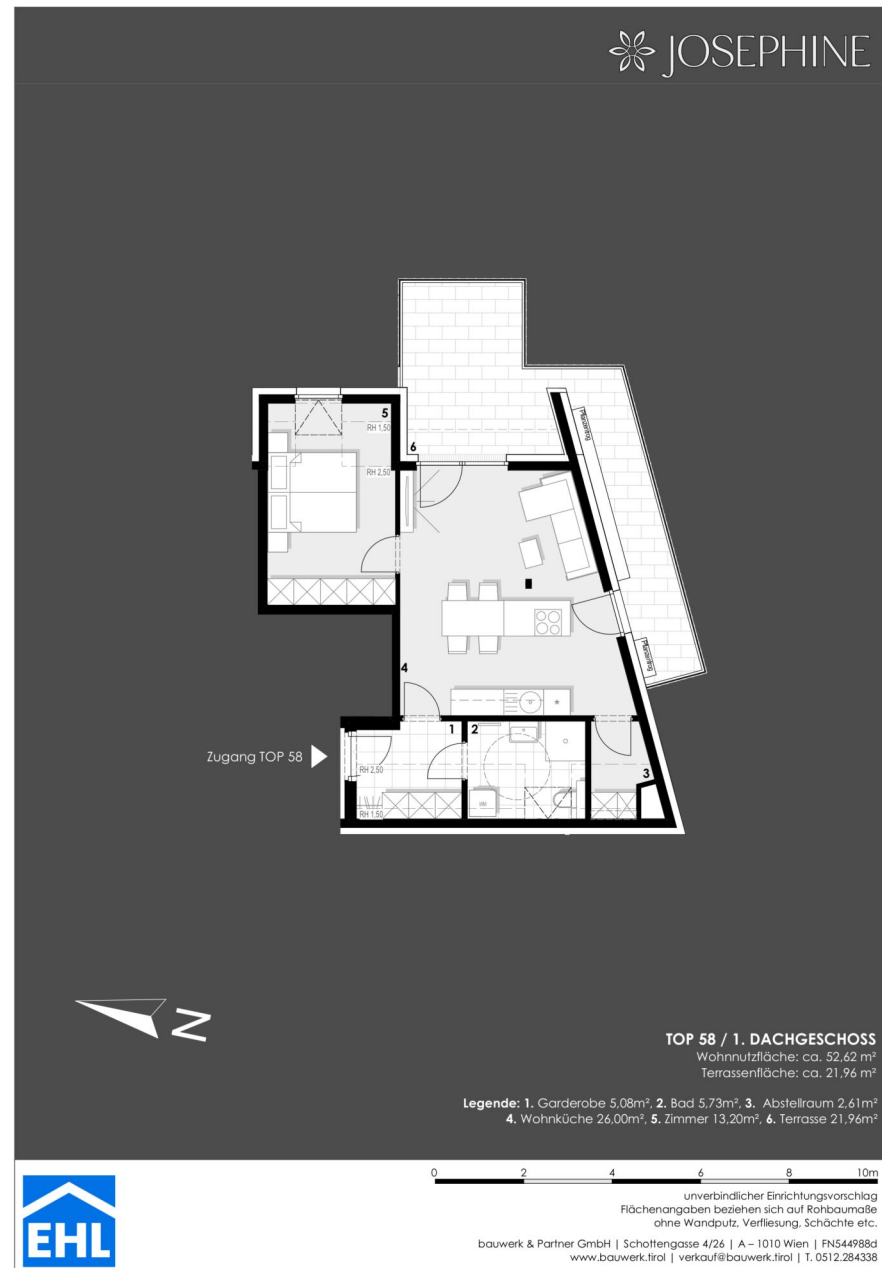 JOSEPHINE
5
RH 1,50
6
RH 2,50
Pflanzentrog
4
Pflanzentrog
1
2
Zugang TOP 58
RH 2,50
3
WM
RH 1,50
N
TOP 58 / 1. DACHGESCHOSS
Wohnnutzfläche: ca. 52,62 m²
Terrassenfläche: ca. 21,96 m²
Legende: 1. Garderobe 5,08m², 2. Bad 5,73m², 3. Abstellraum 2,61m²
4. Wohnküche 26,00m², 5. Zimmer 13,20m², 6. Terrasse 21,96m²
0 2 4 6 8 10m
unverbindlicher Einrichtungsvorschlag
Flächenangaben beziehen sich auf Rohbaumaße
ohne Wandputz, Verfliesung, Schächte etc.
EHL
bauwerk & Partner GmbH | Schottengasse 4/26 | A – 1010 Wien | FN544988d
www.bauwerk.tirol | verkauf@bauwerk.tirol | T. 0512.284338